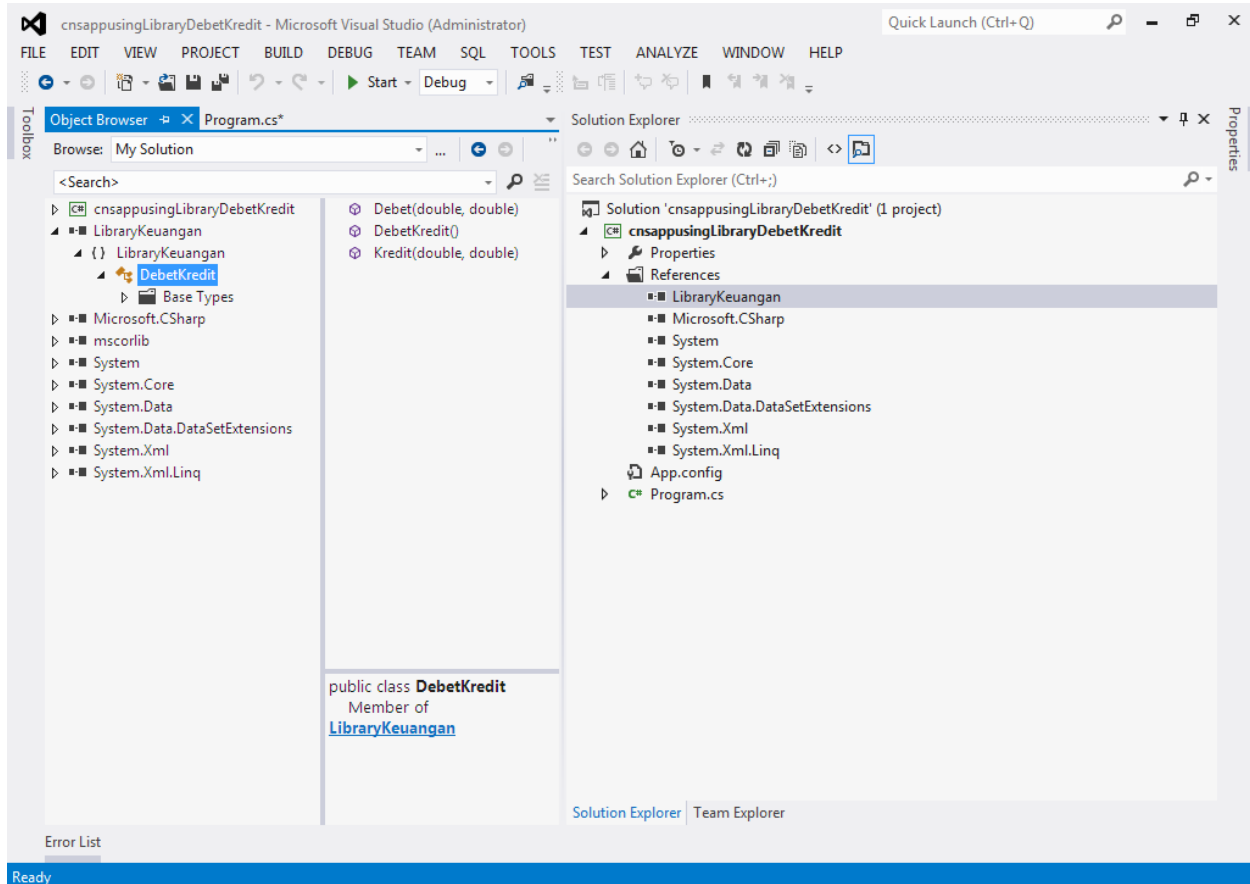 cnsappusingLibraryDebetKredit - Microsoft Visual Studio (Administrator)
Quick Launch (Ctrl+Q)
FILE EDIT VIEW PROJECT BUILD DEBUG TEAM SQL TOOLS TEST ANALYZE WINDOW HELP
Start Debug
Toolbox
Object Browser Program.cs*
Browse: My Solution ...
<Search>
cnsappusingLibraryDebetKredit
LibraryKeuangan
{ } LibraryKeuangan
DebetKredit
Base Types
Microsoft.CSharp
mscorlib
System
System.Core
System.Data
System.Data.DataSetExtensions
System.Xml
System.Xml.Linq
Debet(double, double)
DebetKredit()
Kredit(double, double)
public class DebetKredit
Member of
LibraryKeuangan
Solution Explorer
Search Solution Explorer (Ctrl+;)
Solution 'cnsappusingLibraryDebetKredit' (1 project)
C# cnsappusingLibraryDebetKredit
Properties
References
LibraryKeuangan
Microsoft.CSharp
System
System.Core
System.Data
System.Data.DataSetExtensions
System.Xml
System.Xml.Linq
App.config
C# Program.cs
Solution Explorer Team Explorer
Properties
Error List
Ready